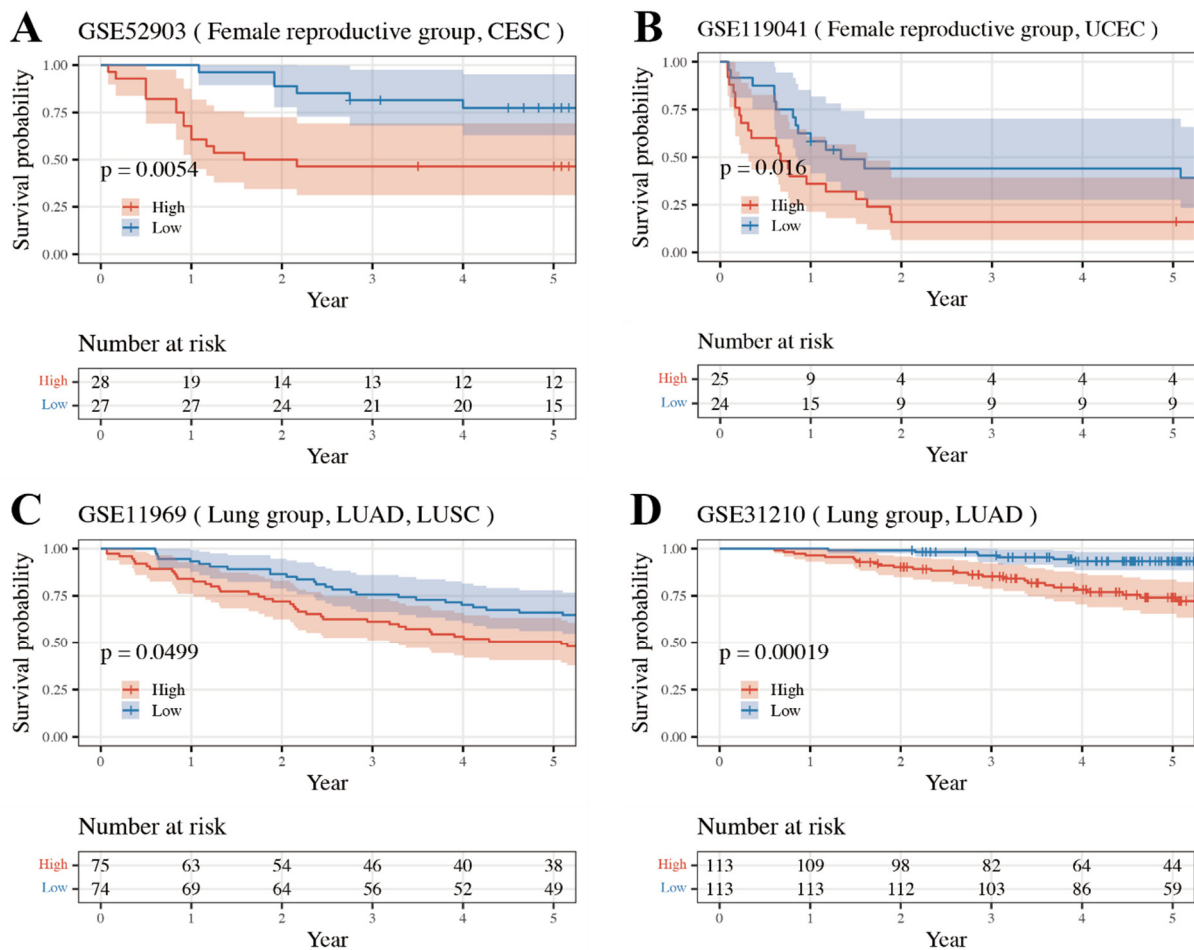 A
GSE52903 ( Female reproductive group, CESC )
Survival probability
1.00
0.75
0.50
0.25
0.00
p = 0.0054
High
Low
0 1 2 3 4 5
Year
Number at risk
High 28 19 14 13 12 12
Low 27 27 24 21 20 15
0 1 2 3 4 5
Year
B
GSE119041 ( Female reproductive group, UCEC )
Survival probability
1.00
0.75
0.50
0.25
0.00
p = 0.016
High
Low
0 1 2 3 4 5
Year
Number at risk
High 25 9 4 4 4 4
Low 24 15 9 9 9 9
0 1 2 3 4 5
Year
C
GSE11969 ( Lung group, LUAD, LUSC )
Survival probability
1.00
0.75
0.50
0.25
0.00
p = 0.0499
High
Low
0 1 2 3 4 5
Year
Number at risk
High 75 63 54 46 40 38
Low 74 69 64 56 52 49
0 1 2 3 4 5
Year
D
GSE31210 ( Lung group, LUAD )
Survival probability
1.00
0.75
0.50
0.25
0.00
p = 0.00019
High
Low
0 1 2 3 4 5
Year
Number at risk
High 113 109 98 82 64 44
Low 113 113 112 103 86 59
0 1 2 3 4 5
Year